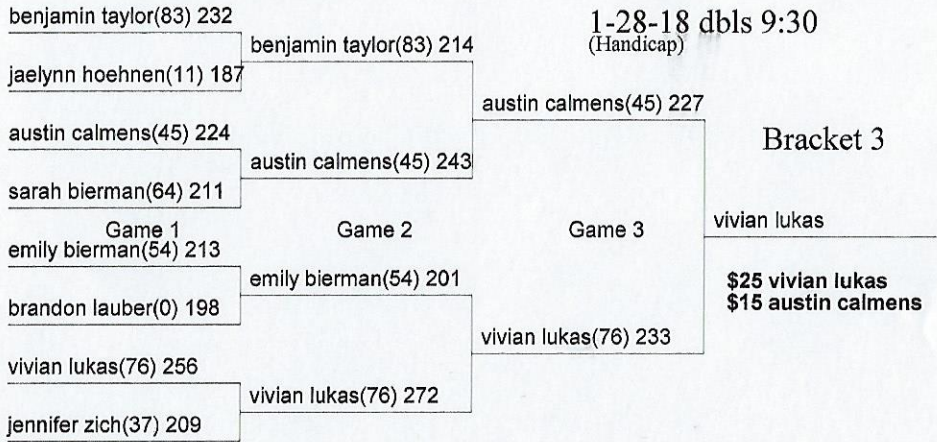 1-28-18 dbls 9:30
(Handicap)
Bracket 3
Game 1
benjamin taylor(83) 232
jaelynn hoehnen(11) 187
austin calmens(45) 224
sarah bierman(64) 211
emily bierman(54) 213
brandon lauber(0) 198
vivian lukas(76) 256
jennifer zich(37) 209
Game 2
benjamin taylor(83) 214
austin calmens(45) 243
emily bierman(54) 201
vivian lukas(76) 272
Game 3
austin calmens(45) 227
vivian lukas(76) 233
vivian lukas
$25 vivian lukas
$15 austin calmens